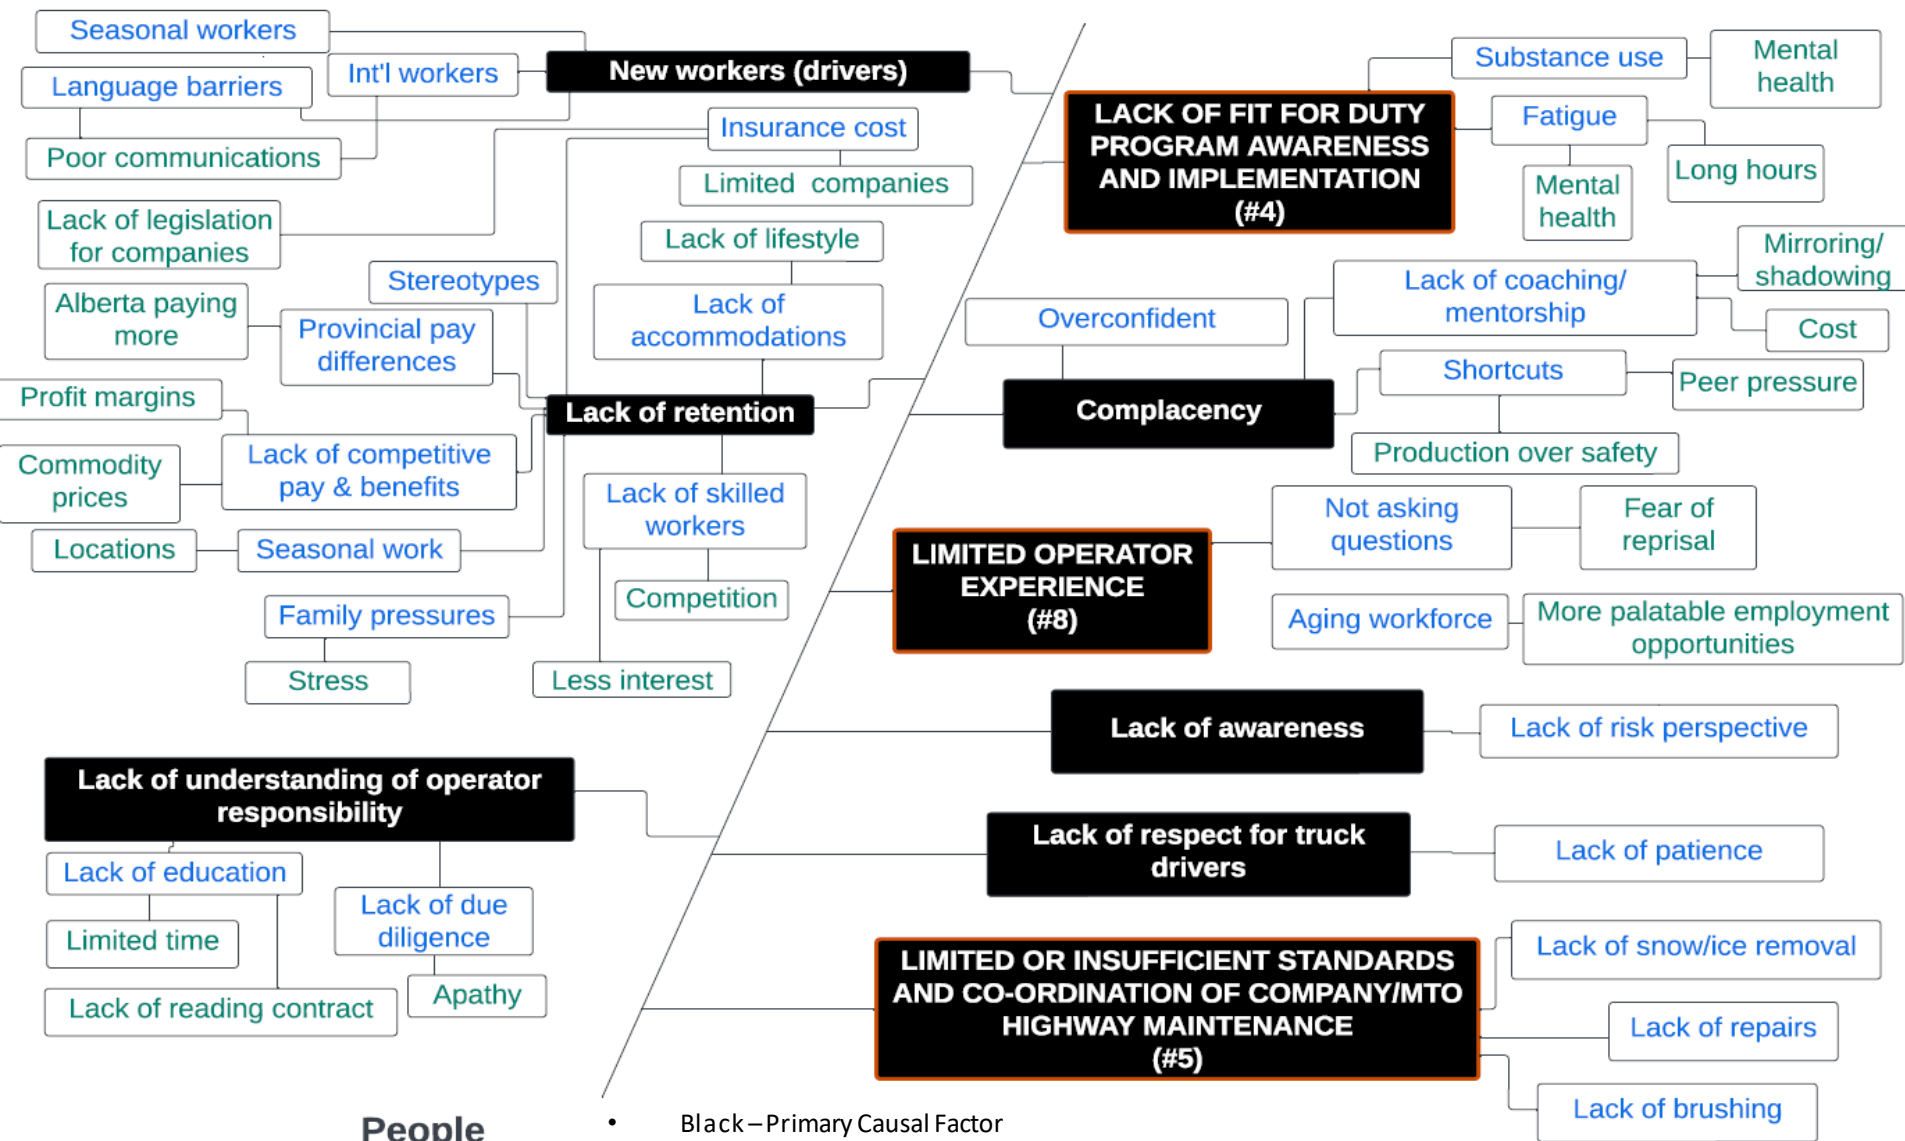 Seasonal workers
Int'l workers
Language barriers
Poor communications
New workers (drivers)
Insurance cost
Limited  companies
Lack of legislation
for companies
Lack of lifestyle
Stereotypes
Lack of
accommodations
Alberta paying
more
Provincial pay
differences
Profit margins
Lack of retention
Commodity
prices
Lack of competitive
pay & benefits
Lack of skilled
workers
Locations
Seasonal work
Competition
Family pressures
Stress
Less interest
Lack of understanding of operator
responsibility
Lack of education
Limited time
Lack of due
diligence
Apathy
Lack of reading contract
LACK OF FIT FOR DUTY
PROGRAM AWARENESS
AND IMPLEMENTATION
(#4)
Substance use
Mental
health
Fatigue
Long hours
Mental
health
Overconfident
Lack of coaching/
mentorship
Mirroring/
shadowing
Cost
Complacency
Shortcuts
Peer pressure
Production over safety
LIMITED OPERATOR
EXPERIENCE
(#8)
Not asking
questions
Fear of
reprisal
Aging workforce
More palatable employment
opportunities
Lack of awareness
Lack of risk perspective
Lack of respect for truck
drivers
Lack of patience
LIMITED OR INSUFFICIENT STANDARDS
AND CO-ORDINATION OF COMPANY/MTO
HIGHWAY MAINTENANCE
(#5)
Lack of snow/ice removal
Lack of repairs
Lack of brushing
People
• Black – Primary Causal Factor